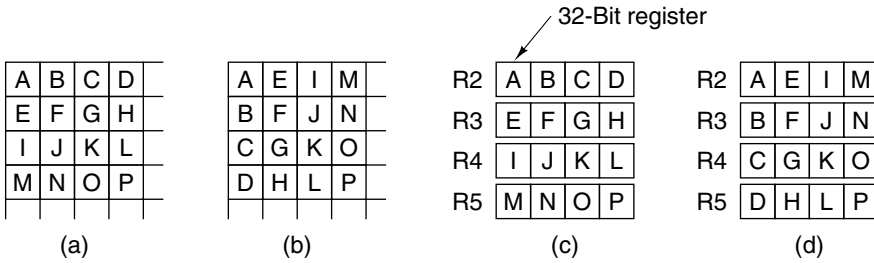 32-Bit register
A B C D
E F G H
I J K L
M N O P
(a)
A E I M
B F J N
C G K O
D H L P
(b)
R2 A B C D
R3 E F G H
R4 I J K L
R5 M N O P
(c)
R2 A E I M
R3 B F J N
R4 C G K O
R5 D H L P
(d)